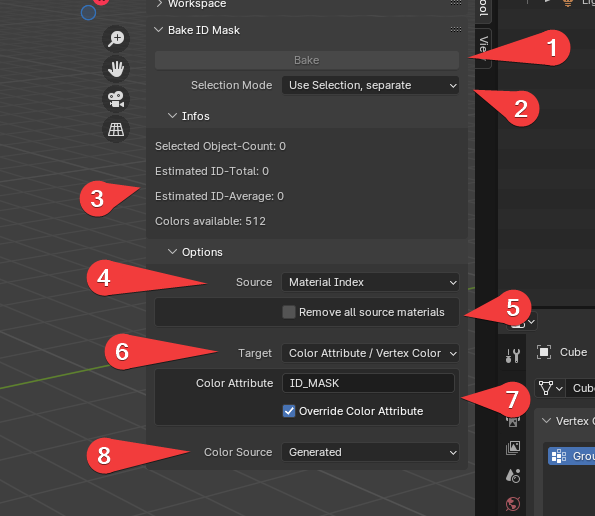 Workspace
Bake ID Mask
Bake
1
Selection Mode Use Selection, separate
2
Infos
Selected Object-Count: 0
Estimated ID-Total: 0
Estimated ID-Average: 0
3
Colors available: 512
Options
4
Source Material Index
Remove all source materials
5
6
Target Color Attribute / Vertex Color
Color Attribute ID_MASK
7
Override Color Attribute
8
Color Source Generated
View
Cube
Cube
Vertex